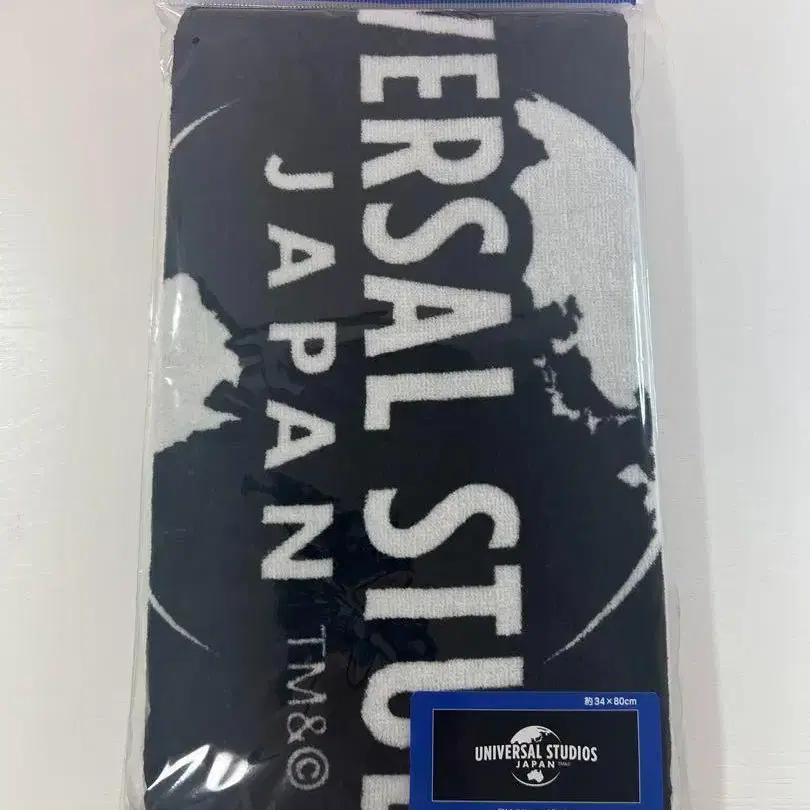 VERSAL STUD
JAPAN
TM&©
約34×80cm
UNIVERSAL STUDIOS
JAPAN